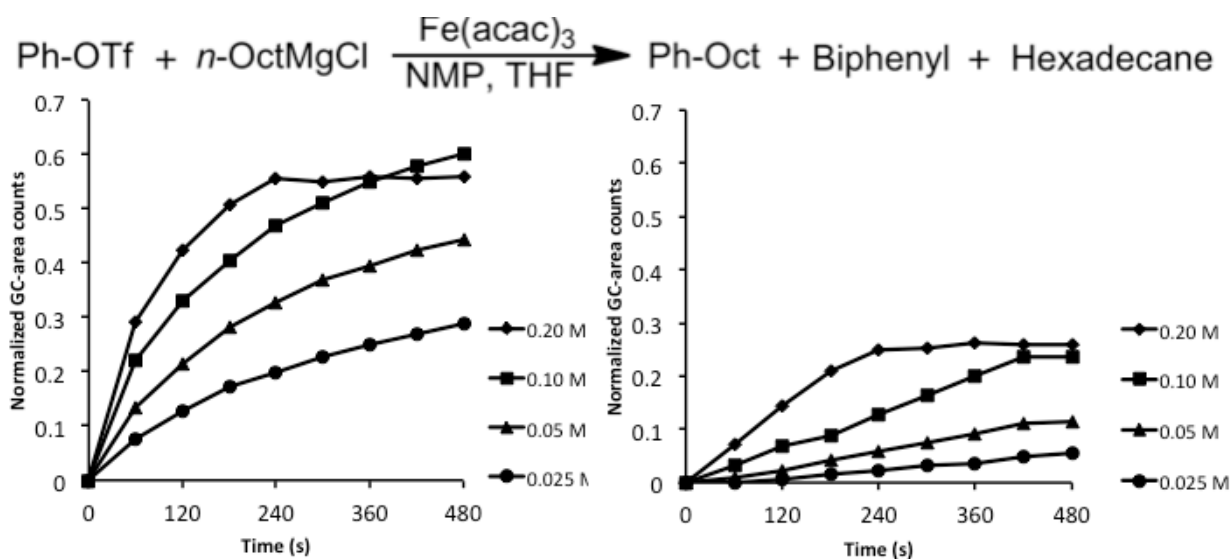 Ph-OTf + n-OctMgCl Fe(acac)3 NMP, THF Ph-Oct + Biphenyl + Hexadecane
Normalized GC-area counts
0.7
0.6
0.5
0.4
0.3
0.2
0.1
0
0 120 240 360 480
Time (s)
0.20 M
0.10 M
0.05 M
0.025 M
Normalized GC-area counts
0.7
0.6
0.5
0.4
0.3
0.2
0.1
0
0 120 240 360 480
Time (s)
0.20 M
0.10 M
0.05 M
0.025 M